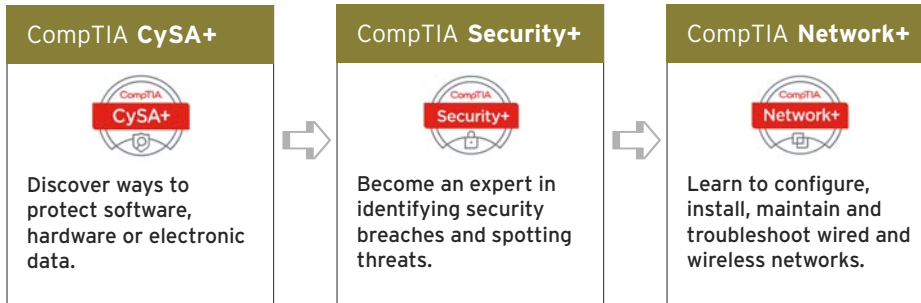 CompTIA CySA+
CompTIA
CySA+
Discover ways to
protect software,
hardware or electronic
data.
CompTIA Security+
CompTIA
Security+
Become an expert in
identifying security
breaches and spotting
threats.
CompTIA Network+
CompTIA
Network+
Learn to configure,
install, maintain and
troubleshoot wired and
wireless networks.